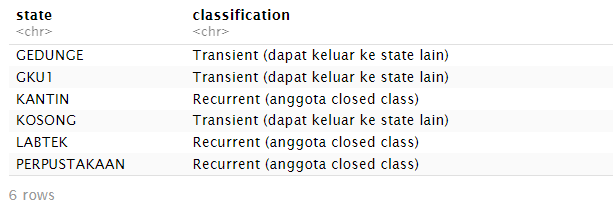 state classification
<chr> <chr>
GEDUNGE Transient (dapat keluar ke state lain)
GKU1 Transient (dapat keluar ke state lain)
KANTIN Recurrent (anggota closed class)
KOSONG Transient (dapat keluar ke state lain)
LABTEK Recurrent (anggota closed class)
PERPUSTAKAAN Recurrent (anggota closed class)
6 rows